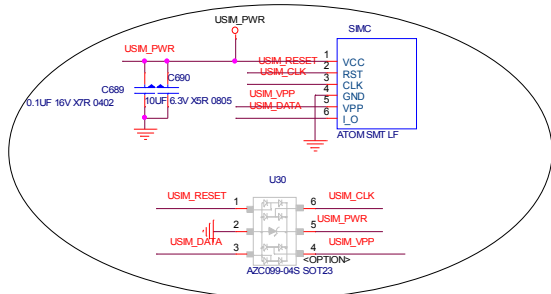 USIM_PWR
SIMC
USIM_PWR
USIM_RESET
1
VCC
USIM_CLK
2
RST
C689
C690
3
CLK
0.1UF 16V X7R 0402
10UF 6.3V X5R 0805
USIM_VPP
4
GND
USIM_DATA
5
VPP
6
I_O
ATOM SMT LF
U30
USIM_RESET
1
6
USIM_CLK
2
5
USIM_PWR
USIM_DATA
3
4
USIM_VPP
<OPTION>
AZC099-04S SOT23